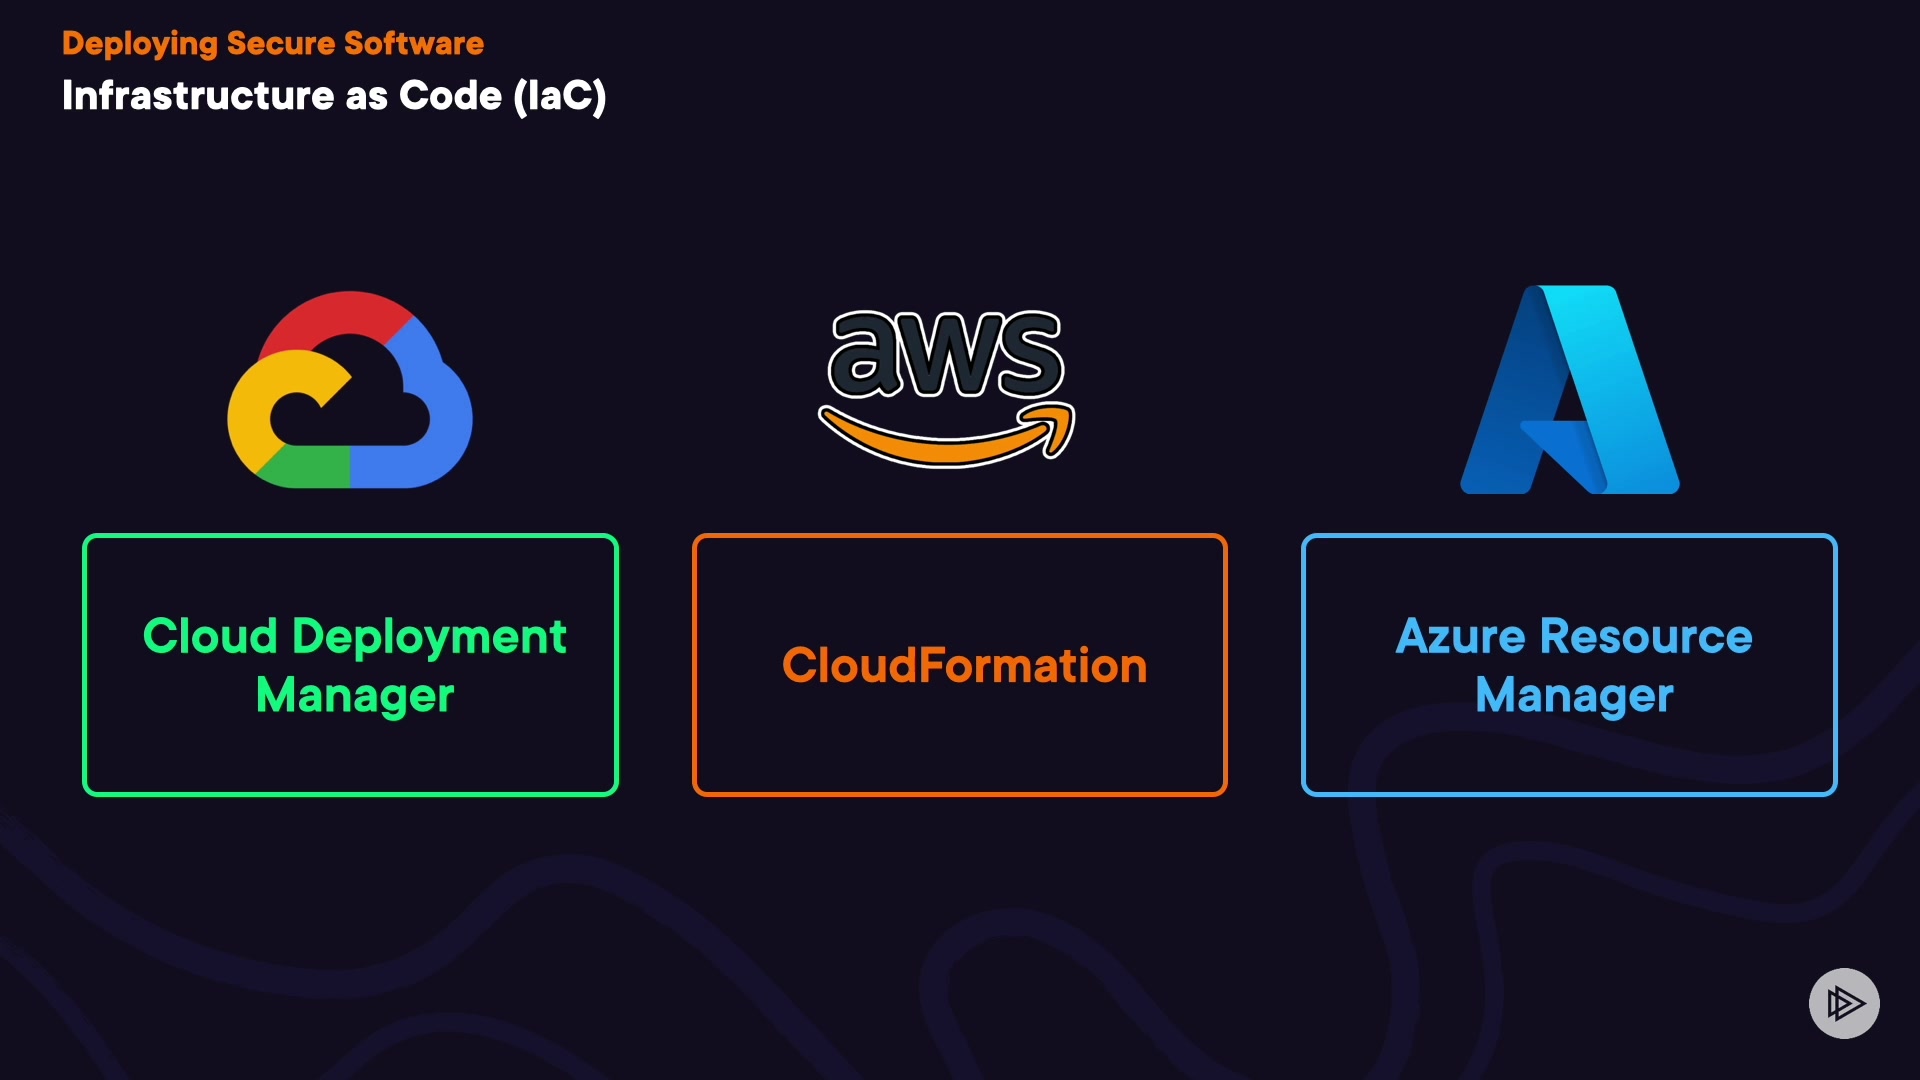 Deploying Secure Software
Infrastructure as Code (IaC)
aws
Cloud Deployment
Manager
CloudFormation
Azure Resource
Manager